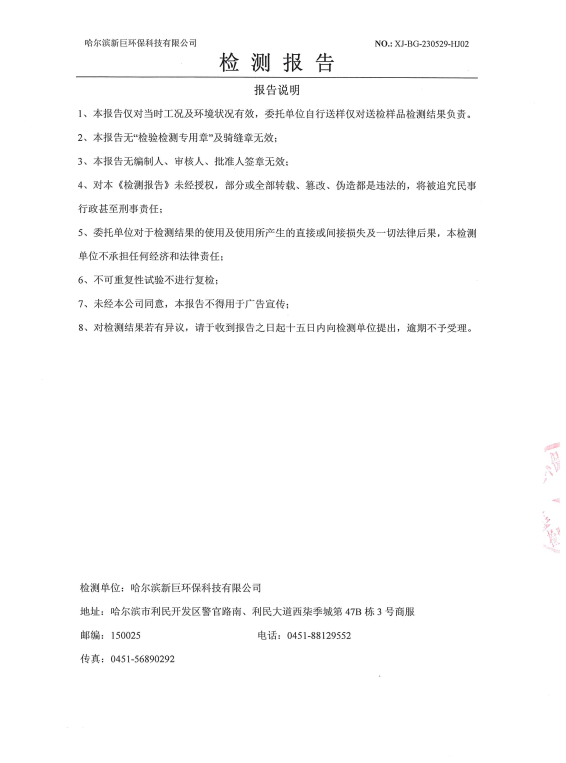 哈尔滨新巨环保科技有限公司
NO.: XJ-BG-230529-HJ02
检测报告
报告说明
1、本报告仅对当时工况及环境状况有效，委托单位自行送样仅对送检样品检测结果负责。
2、本报告无“检验检测专用章”及骑缝章无效；
3、本报告无编制人、审核人、批准人签章无效；
4、对本《检测报告》未经授权，部分或全部转载、篡改、伪造都是违法的，将被追究民事
行政甚至刑事责任；
5、委托单位对于检测结果的使用及使用所产生的直接或间接损失及一切法律后果，本检测
单位不承担任何经济和法律责任；
6、不可重复性试验不进行复检；
7、未经本公司同意，本报告不得用于广告宣传；
8、对检测结果若有异议，请于收到报告之日起十五日内向检测单位提出，逾期不予受理。
检测单位：哈尔滨新巨环保科技有限公司
地址：哈尔滨市利民开发区警官路南、利民大道西柒季城第 47B 栋 3 号商服
邮编：150025 电话：0451-88129552
传真：0451-56890292